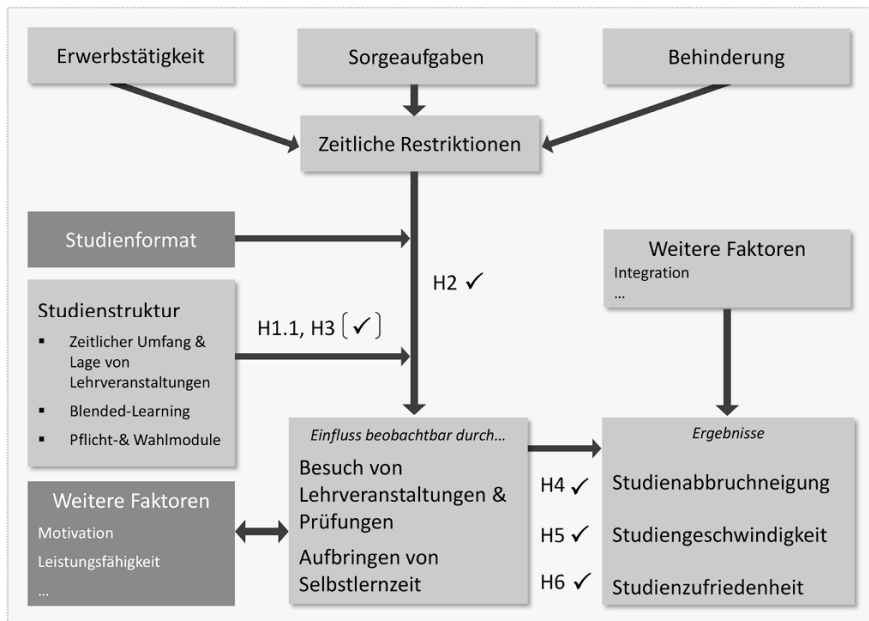 Erwerbstätigkeit
Sorgeaufgaben
Behinderung
Zeitliche Restriktionen
Studienformat
H2 ✓
Weitere Faktoren
Integration
...
Studienstruktur
▪ Zeitlicher Umfang &
Lage von
Lehrveranstaltungen
▪ Blended-Learning
▪ Pflicht-& Wahlmodule
H1.1, H3 (✓)
Weitere Faktoren
Motivation
Leistungsfähigkeit
...
Einfluss beobachtbar durch...
Besuch von
Lehrveranstaltungen &
Prüfungen
Aufbringen von
Selbstlernzeit
H4 ✓
H5 ✓
H6 ✓
Ergebnisse
Studienabbruchneigung
Studiengeschwindigkeit
Studienzufriedenheit